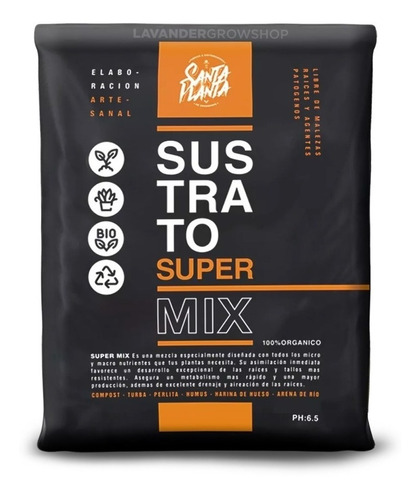 LAVANDERGROWSHOP
ELABO-
RACION
ARTE-
SANAL
SANTA
PLANTA
LIBRE DE MALEZAS
RAICES Y AGENTES
PATOGENOS
SUS
TRA
TO
SUPER
MIX
BIO
100%ORGANICO
SUPER MIX Es una mezcla especialmente diseñada con todos los micro
y macro nutrientes que tus plantas necesita. Su asimilación inmediata
favorece un desarrollo excepcional de las raíces y tallos mas
resistentes. Asegura un metabolismo mas rápido y una mayor
producción, ademas de excelente drenaje y aireación de las raíces.
COMPOST - TURBA - PERLITA - HUMUS - HARINA DE HUESO - ARENA DE RÍO
PH:6.5